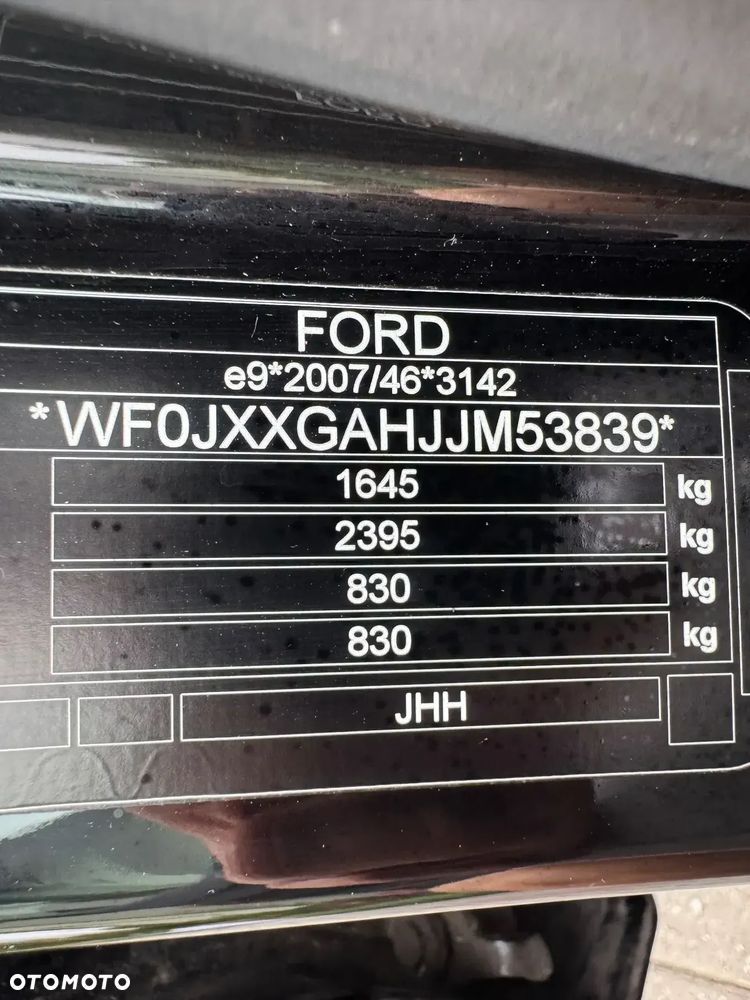 FORD
e9*2007/46*3142
*WF0JXXGAHJJM53839*
1645 kg
2395 kg
830 kg
830 kg
JHH
OTOMOTO